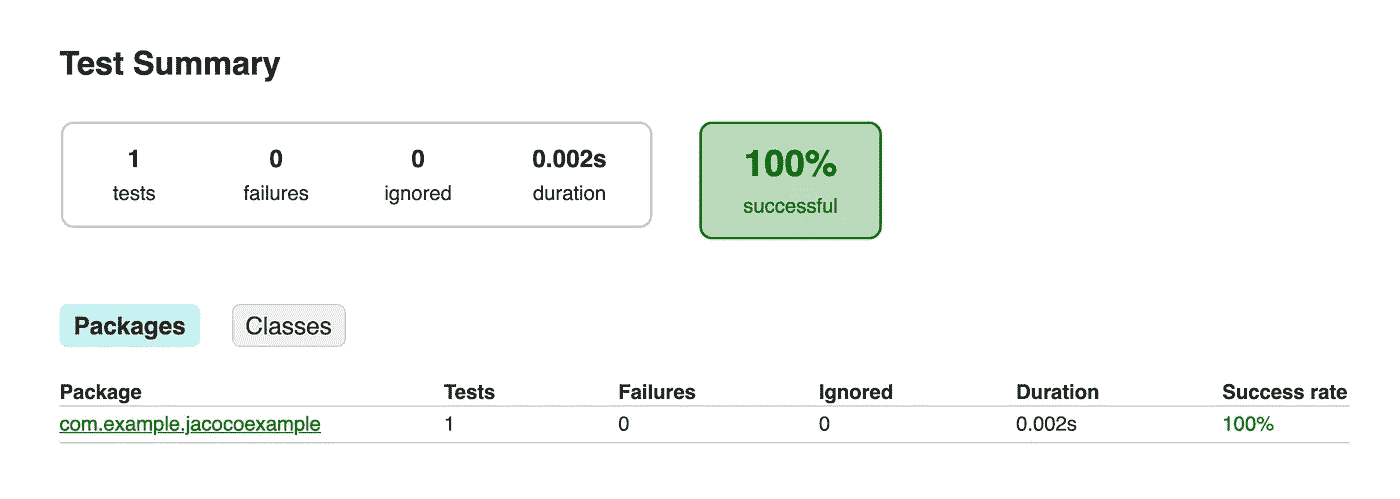 Test Summary
1 0 0 0.002s
tests failures ignored duration
100%
successful
Packages Classes
Package Tests Failures Ignored Duration Success rate
com.example.jacocoexample 1 0 0 0.002s 100%